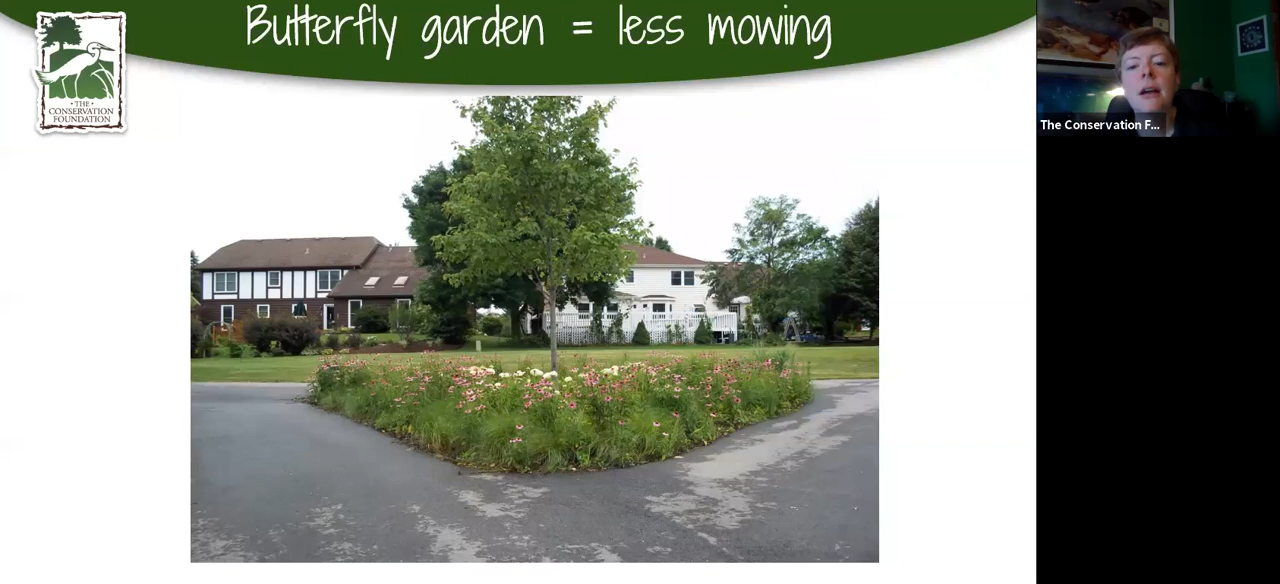 Butterfly garden = less mowing
• THE •
CONSERVATION
FOUNDATION
The Conservation F...